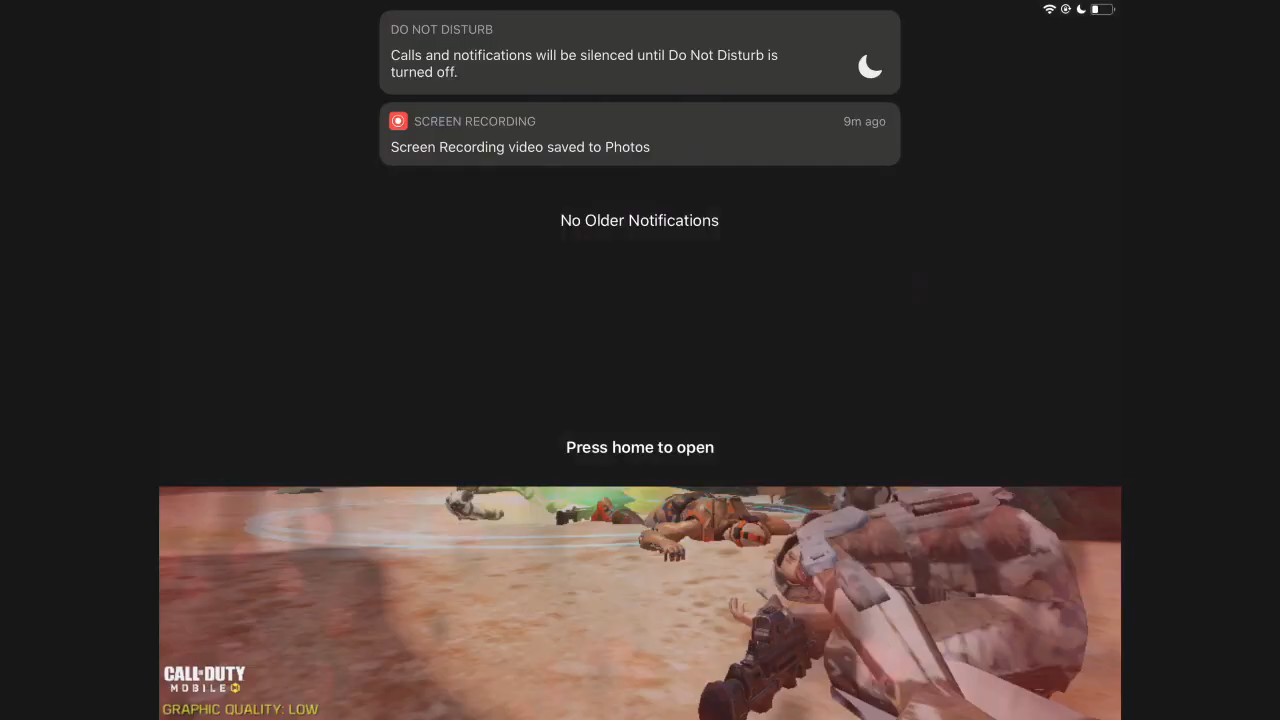 DO NOT DISTURB
Calls and notifications will be silenced until Do Not Disturb is
turned off.
SCREEN RECORDING
9m ago
Screen Recording video saved to Photos
No Older Notifications
Press home to open
CALL OF DUTY
MOBILE
GRAPHIC QUALITY: LOW